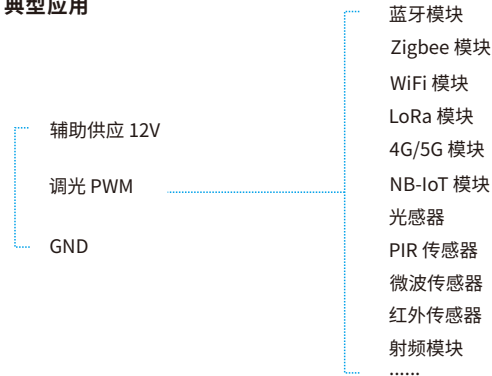 典型应用
辅助供应 12V
调光 PWM
GND
蓝牙模块
Zigbee 模块
WiFi 模块
LoRa 模块
4G/5G 模块
NB-IoT 模块
光感器
PIR 传感器
微波传感器
红外传感器
射频模块
······